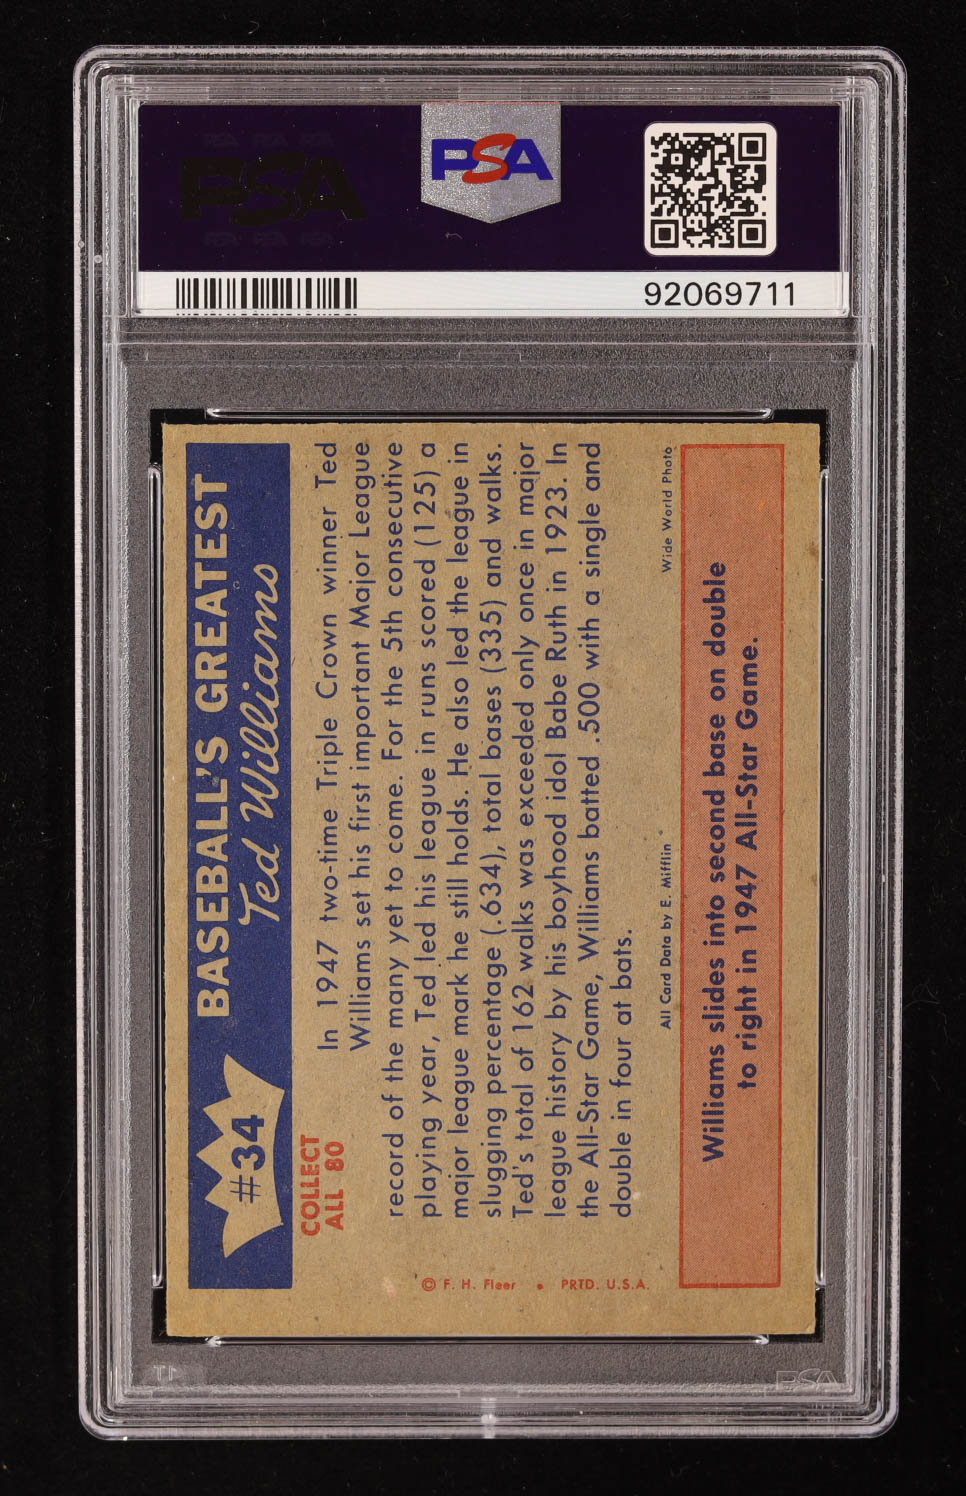 PSA
PSA
92069711
#34
BASEBALL'S GREATEST
Ted Williams
COLLECT
ALL 80
In 1947 two-time Triple Crown winner Ted
Williams set his first important Major League
record of the many yet to come. For the 5th consecutive
playing year, Ted led his league in runs scored (125) a
major league mark he still holds. He also led the league in
slugging percentage (.634), total bases (335) and walks.
Ted's total of 162 walks was exceeded only once in major
league history by his boyhood idol Babe Ruth in 1923. In
the All-Star Game, Williams batted .500 with a single and
double in four at bats.
© F. H. Fleer • PRTD. U.S.A.
All Card Data by E. Mifflin
Wide World Photo
Williams slides into second base on double
to right in 1947 All-Star Game.
PSA